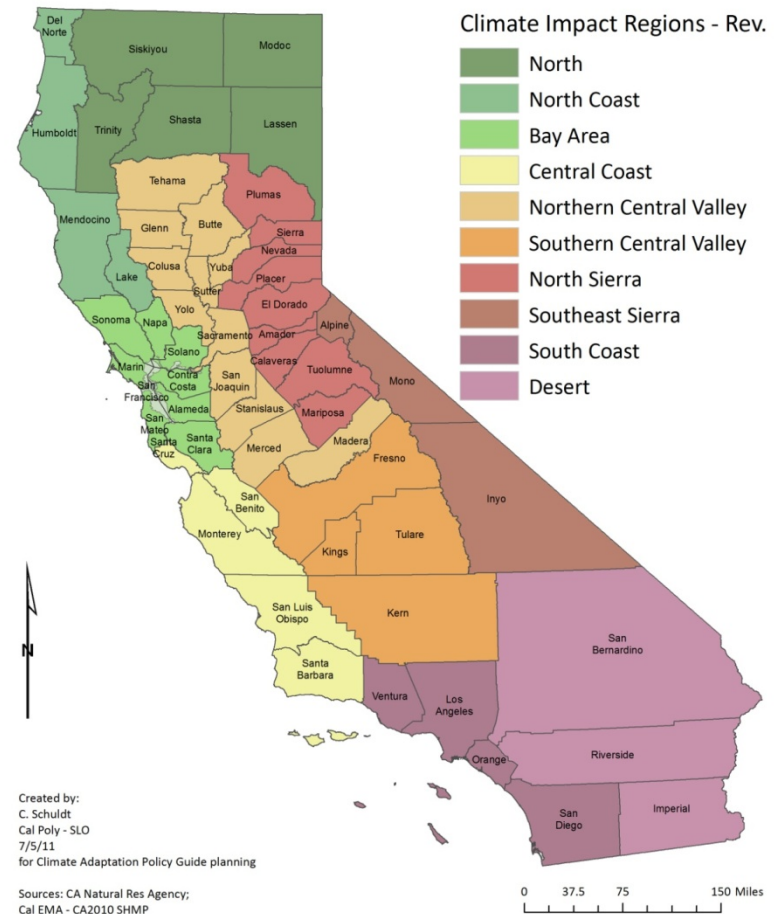 Climate Impact Regions - Rev.
North
North Coast
Bay Area
Central Coast
Northern Central Valley
Southern Central Valley
North Sierra
Southeast Sierra
South Coast
Desert
Del
Norte
Siskiyou
Modoc
Humboldt
Trinity
Shasta
Lassen
Tehama
Plumas
Mendocino
Glenn
Butte
Sierra
Nevada
Lake
Colusa
Yuba
Placer
Sutter
El Dorado
Sonoma
Napa
Yolo
Sacramento
Alpine
Amador
Solano
Calaveras
Marin
Contra
Costa
San
Joaquin
Tuolumne
Mono
San
Francisco
Alameda
Stanislaus
Mariposa
San
Mateo
Santa
Clara
Santa
Cruz
Merced
Madera
Fresno
San
Benito
Inyo
Monterey
Kings
Tulare
San Luis
Obispo
Kern
San
Bernardino
Santa
Barbara
Ventura
Los
Angeles
Orange
Riverside
San
Diego
Imperial
N
Created by:
C. Schuldt
Cal Poly - SLO
7/5/11
for Climate Adaptation Policy Guide planning
Sources: CA Natural Res Agency;
Cal EMA - CA2010 SHMP
0 37.5 75 150 Miles